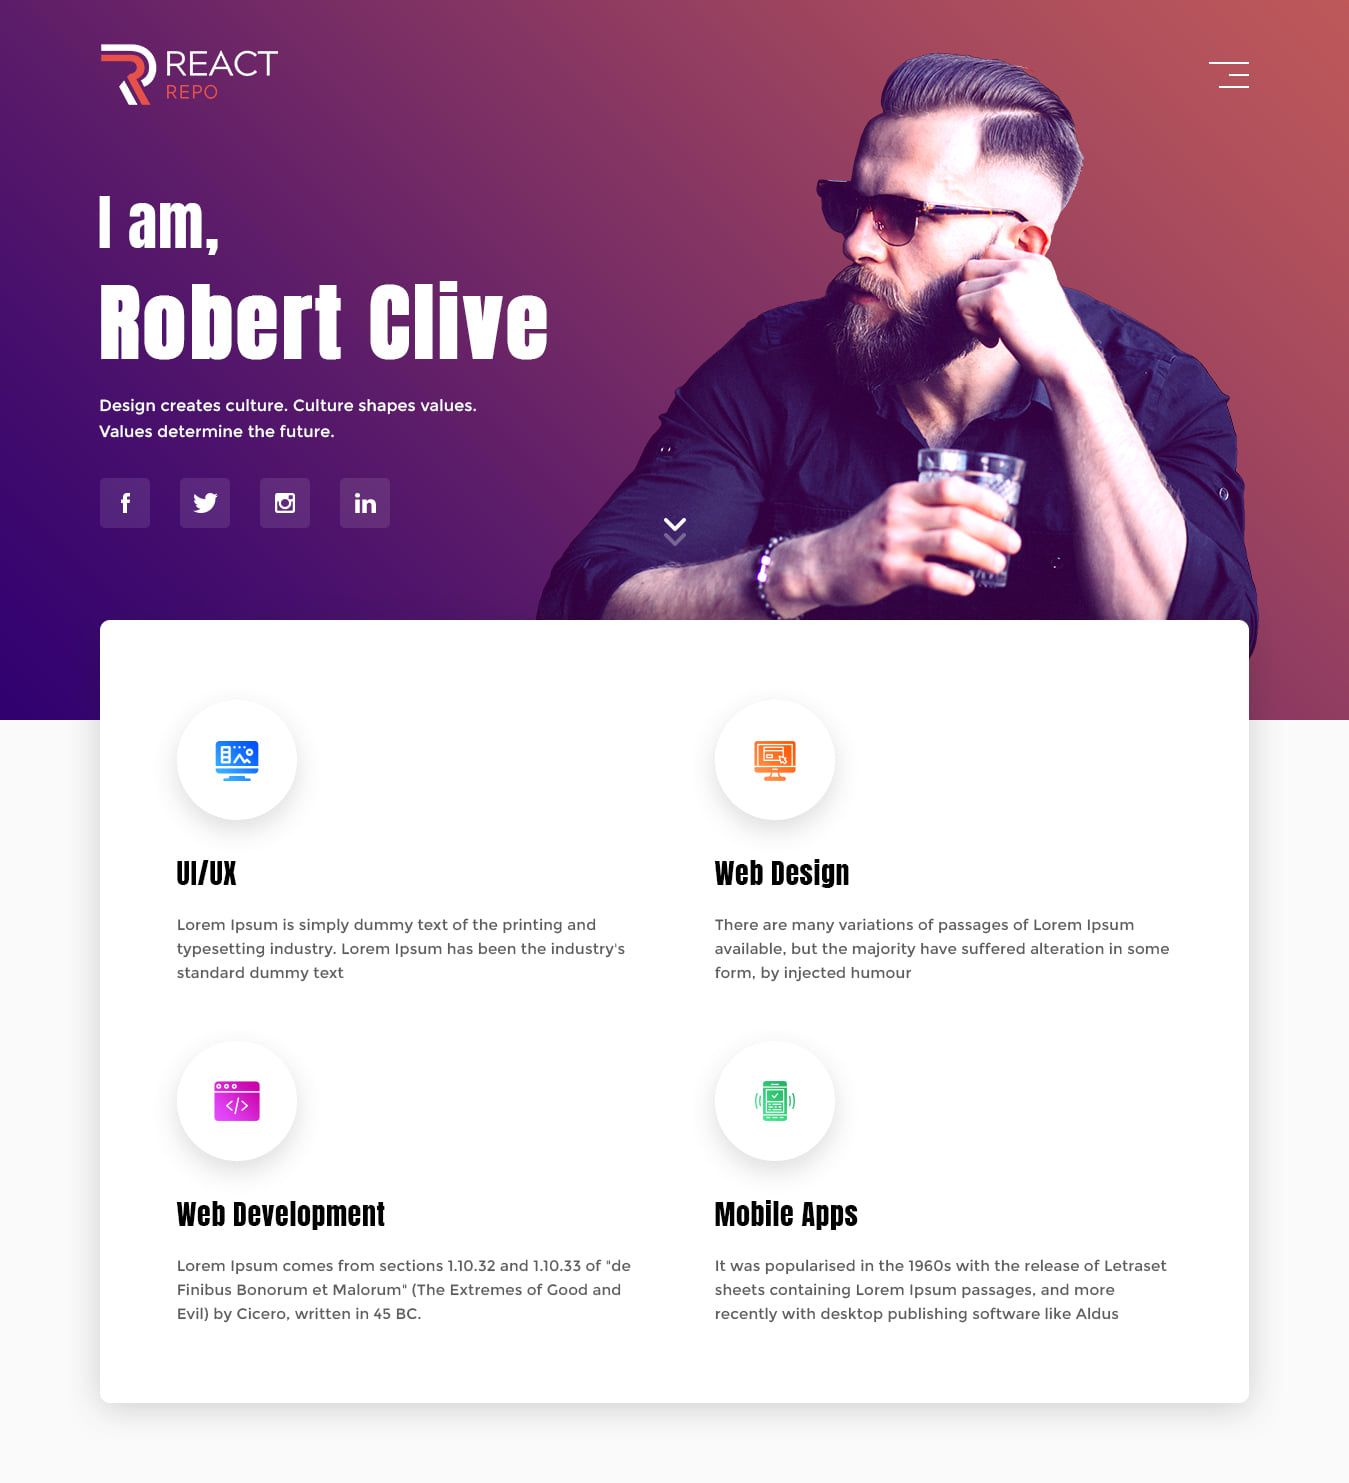 REACT
REPO
I am,
Robert Clive
Design creates culture. Culture shapes values.
Values determine the future.
UI/UX
Lorem Ipsum is simply dummy text of the printing and
typesetting industry. Lorem Ipsum has been the industry's
standard dummy text
Web Design
There are many variations of passages of Lorem Ipsum
available, but the majority have suffered alteration in some
form, by injected humour
Web Development
Lorem Ipsum comes from sections 1.10.32 and 1.10.33 of "de
Finibus Bonorum et Malorum" (The Extremes of Good and
Evil) by Cicero, written in 45 BC.
Mobile Apps
It was popularised in the 1960s with the release of Letraset
sheets containing Lorem Ipsum passages, and more
recently with desktop publishing software like Aldus